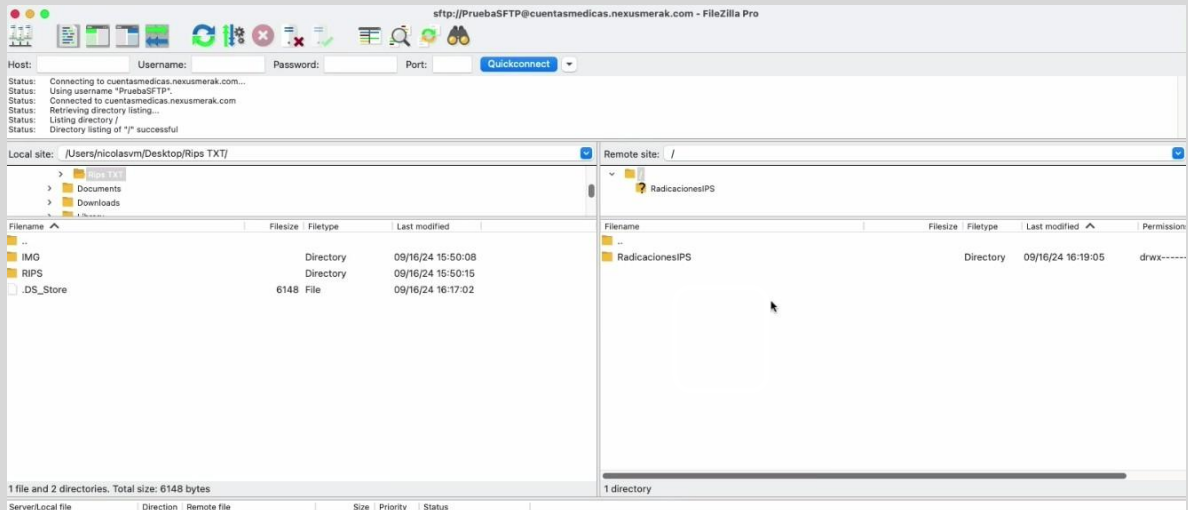 sftp://PruebaSFTP@cuentasmedicas.nexusmerak.com - FileZilla Pro
Host: Username: Password: Port: Quickconnect
Status: Connecting to cuentasmedicas.nexusmerak.com...
Status: Using username "PruebaSFTP".
Status: Connected to cuentasmedicas.nexusmerak.com
Status: Retrieving directory listing...
Status: Listing directory /
Status: Directory listing of "/" successful
Local site: /Users/nicolasvm/Desktop/Rips TXT/
Rips TXT
Documents
Downloads
Library
Filename Filesize Filetype Last modified
..
IMG Directory 09/16/24 15:50:08
RIPS Directory 09/16/24 15:50:15
.DS_Store 6148 File 09/16/24 16:17:02
1 file and 2 directories. Total size: 6148 bytes
Remote site: /
/
? RadicacionesIPS
Filename Filesize Filetype Last modified Permission
..
RadicacionesIPS Directory 09/16/24 16:19:05 drwx------
1 directory
Server/Local file Direction Remote file Size Priority Status